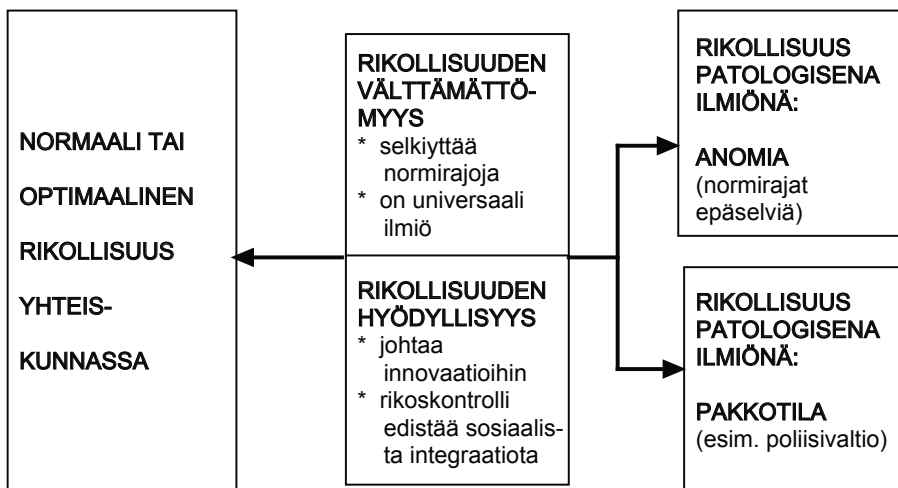 NORMAALI TAI
OPTIMAALINEN
RIKOLLISUUS
YHTEIS-
KUNNASSA
RIKOLLISUUDEN
VÄLTTÄMÄTTÖ-
MYYS
* selkiyttää
normirajoja
* on universaali
ilmiö
RIKOLLISUUDEN
HYÖDYLLISYYS
* johtaa
innovaatioihin
* rikoskontrolli
edistää sosiaalis-
ta integraatiota
RIKOLLISUUS
PATOLOGISENA
ILMIÖNÄ:
ANOMIA
(normirajat
epäselviä)
RIKOLLISUUS
PATOLOGISENA
ILMIÖNÄ:
PAKKOTILA
(esim. poliisivaltio)